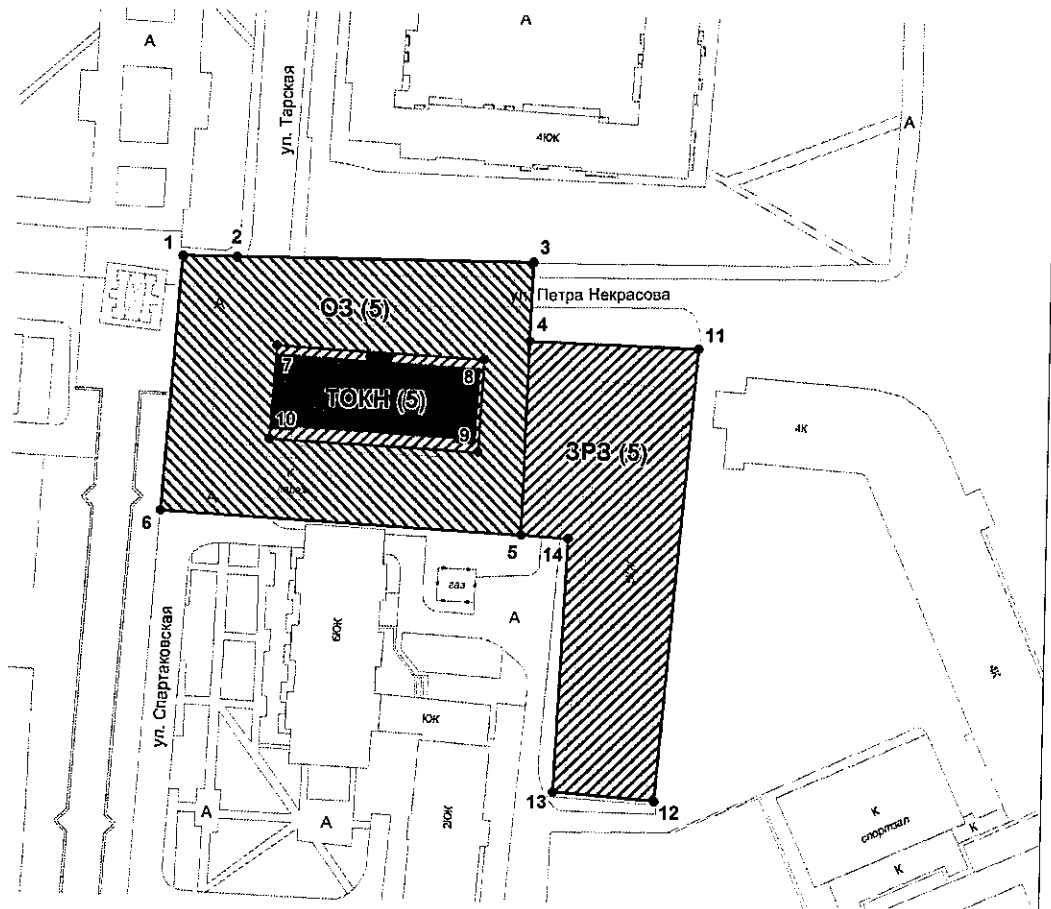 А
А
ул. Тарская
4ЮК
А
1
2
3
ул. Петра Некрасова
А
ОЗ (5)
4
11
7
8
ТОКН (5)
10
9
4К
ЗРЗ (5)
К
А
6
5
14
газ
6ЮК
А
ул. Спартаковская
ЮК
2ЮК
13
12
А
А
К
спортзал
К
К